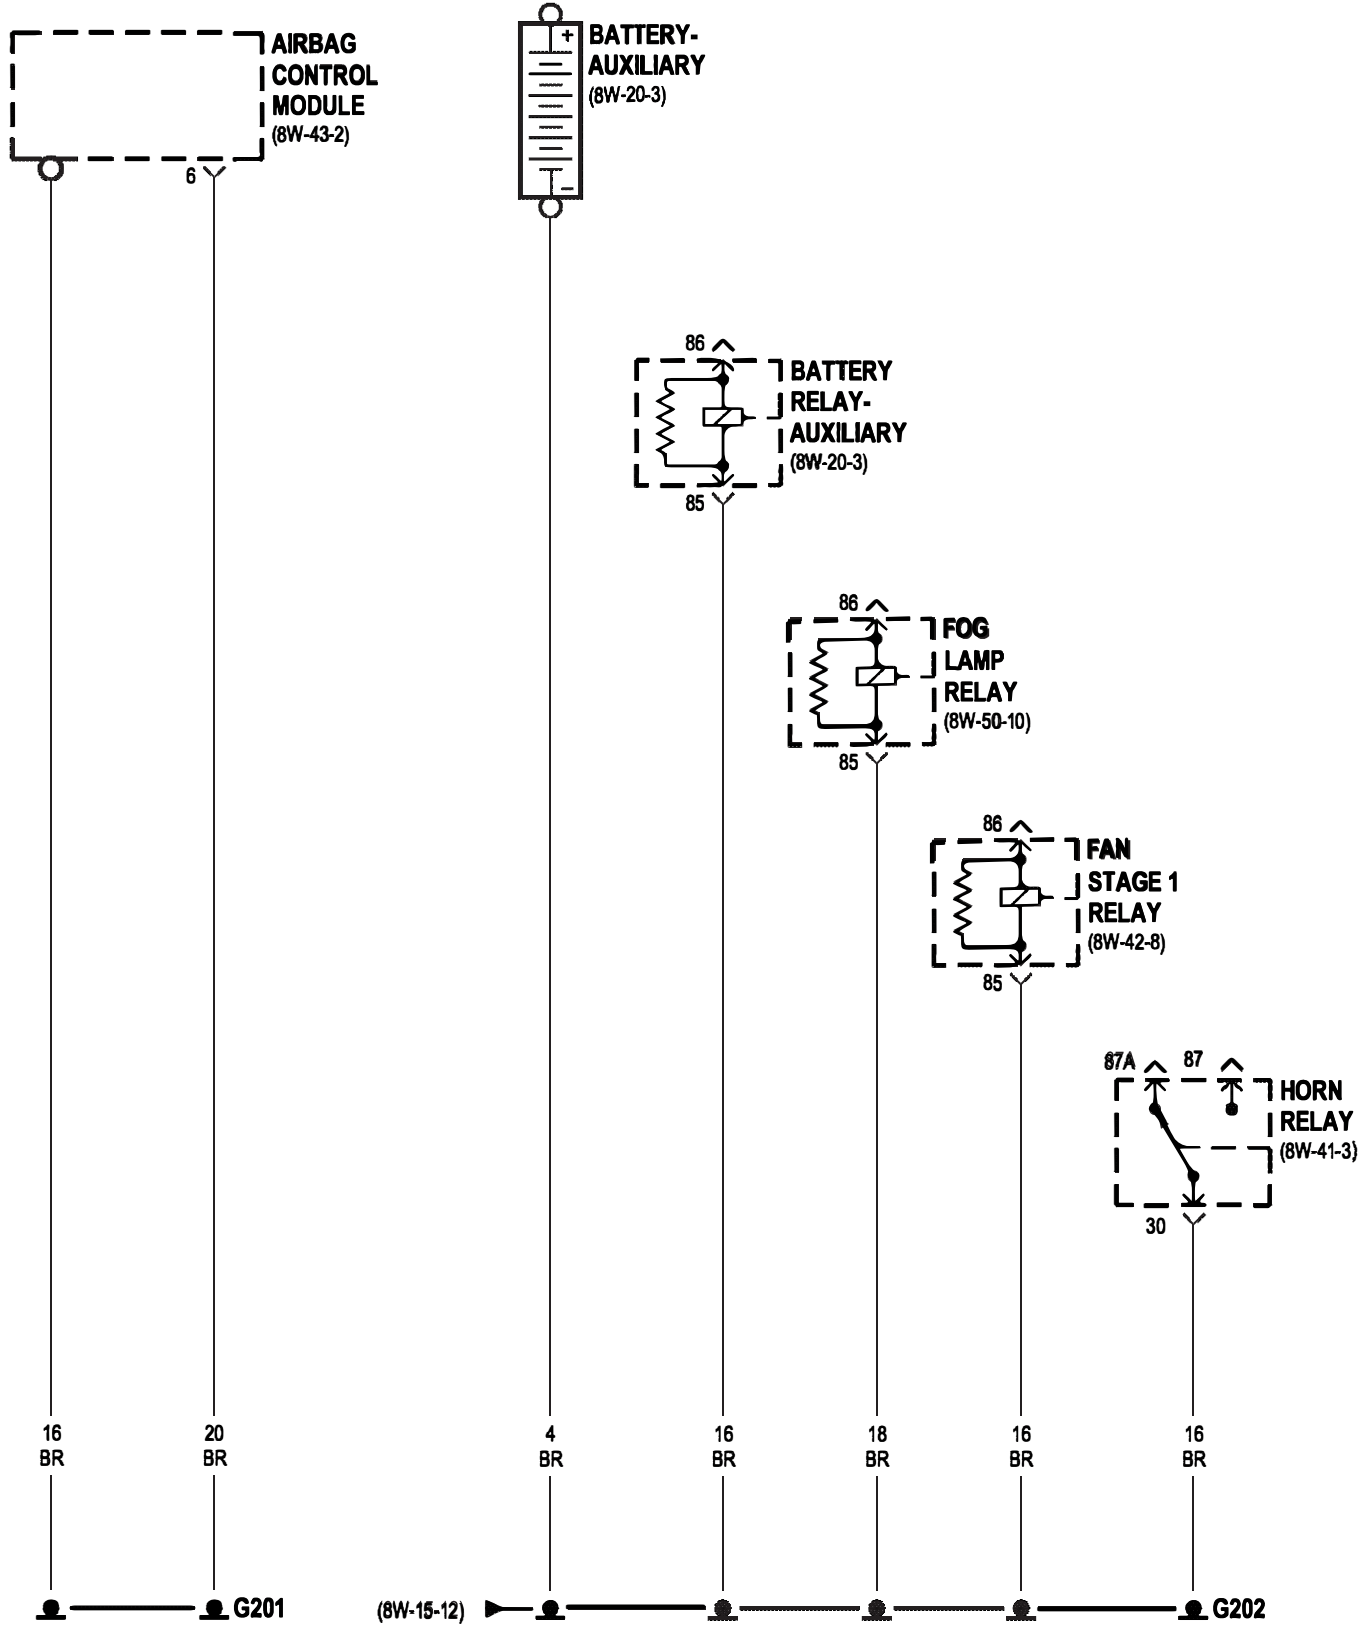 AIRBAG
CONTROL
MODULE
(8W-43-2)
6
+
BATTERY-
AUXILIARY
(8W-20-3)
–
86
BATTERY
RELAY-
AUXILIARY
(8W-20-3)
85
86
FOG
LAMP
RELAY
(8W-50-10)
85
86
FAN
STAGE 1
RELAY
(8W-42-8)
85
87A
87
HORN
RELAY
(8W-41-3)
30
16
BR
20
BR
4
BR
16
BR
18
BR
16
BR
16
BR
G201
(8W-15-12)
G202